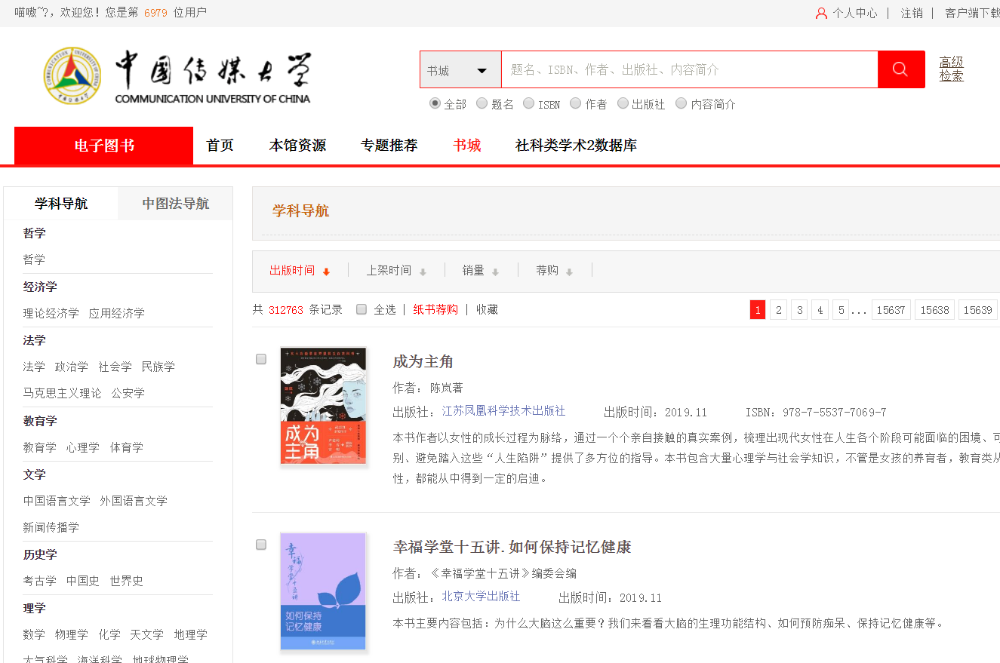 喵嗷~?，欢迎您！您是第 6979 位用户
个人中心 | 注销 | 客户端下载
中国传媒大学
COMMUNICATION UNIVERSITY OF CHINA
书城
题名、ISBN、作者、出版社、内容简介
高级
检索
全部 题名 ISBN 作者 出版社 内容简介
电子图书 首页 本馆资源 专题推荐 书城 社科类学术2数据库
学科导航 中图法导航
哲学
哲学
经济学
理论经济学 应用经济学
法学
法学 政治学 社会学 民族学
马克思主义理论 公安学
教育学
教育学 心理学 体育学
文学
中国语言文学 外国语言文学
新闻传播学
历史学
考古学 中国史 世界史
理学
数学 物理学 化学 天文学 地理学
大气科学 海洋科学 地球物理学
学科导航
出版时间 上架时间 销量 荐购
共 312763 条记录 全选 | 纸书荐购 | 收藏
1 2 3 4 5 ... 15637 15638 15639
成为
主角
成为主角
作者： 陈岚著
出版社：江苏凤凰科学技术出版社 出版时间：2019.11 ISBN：978-7-5537-7069-7
本书作者以女性的成长过程为脉络，通过一个个亲自接触的真实案例，梳理出现代女性在人生各个阶段可能面临的困境、可
别、避免踏入这些“人生陷阱”提供了多方位的指导。本书包含大量心理学与社会学知识，不管是女孩的养育者，教育类从
性，都能从中得到一定的启迪。
幸福学堂十五讲
如何保持
记忆健康
幸福学堂十五讲.如何保持记忆健康
作者：《幸福学堂十五讲》编委会编
出版社：北京大学出版社 出版时间：2019.11
本书主要内容包括：为什么大脑这么重要？我们来看看大脑的生理功能结构、如何预防痴呆、保持记忆健康等。